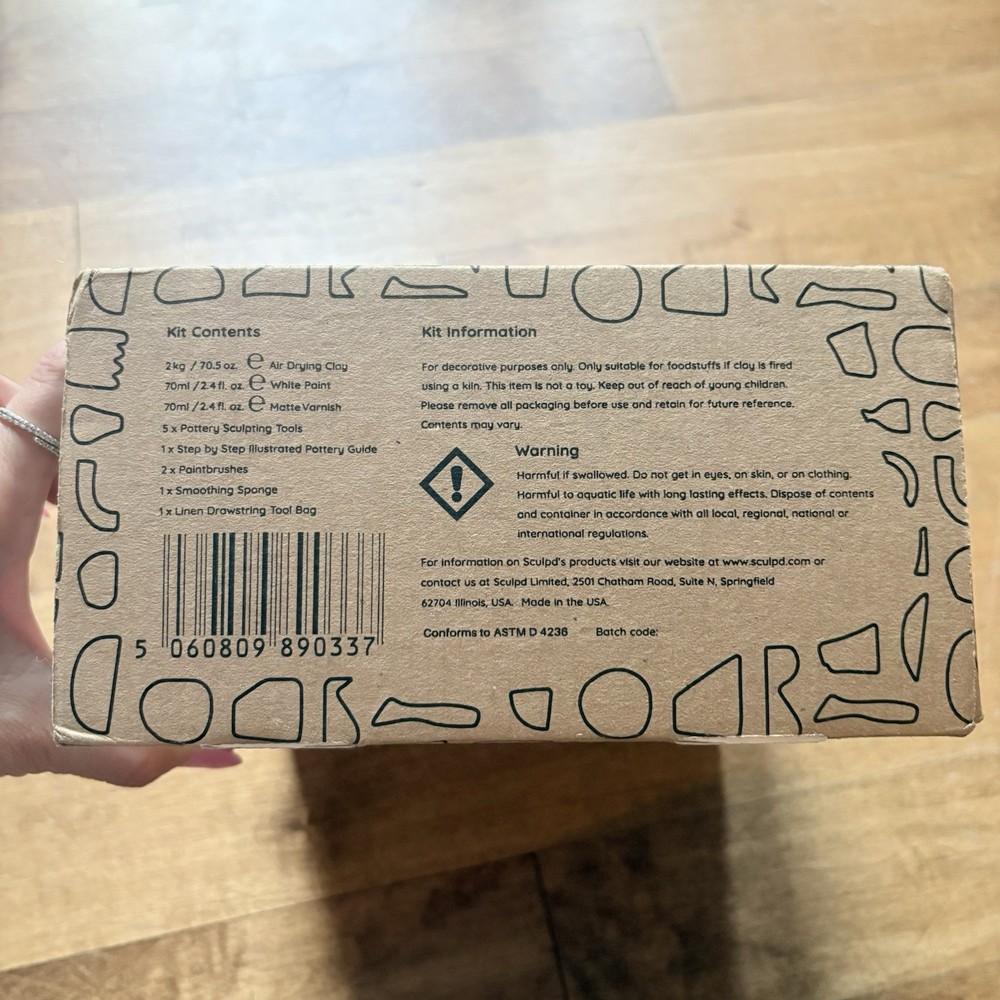 Kit Contents
2kg / 70.5 oz. ℮ Air Drying Clay
70ml / 2.4 fl. oz. ℮ White Paint
70ml / 2.4 fl. oz. ℮ Matte Varnish
5 x Pottery Sculpting Tools
1 x Step by Step Illustrated Pottery Guide
2 x Paintbrushes
1 x Smoothing Sponge
1 x Linen Drawstring Tool Bag
5 060809 890337
Kit Information
For decorative purposes only. Only suitable for foodstuffs if clay is fired
using a kiln. This item is not a toy. Keep out of reach of young children.
Please remove all packaging before use and retain for future reference.
Contents may vary.
Warning
Harmful if swallowed. Do not get in eyes, on skin, or on clothing.
Harmful to aquatic life with long lasting effects. Dispose of contents
and container in accordance with all local, regional, national or
international regulations.
For information on Sculpd's products visit our website at www.sculpd.com or
contact us at Sculpd Limited, 2501 Chatham Road, Suite N, Springfield
62704 Illinois, USA. Made in the USA
Conforms to ASTM D 4236 Batch code: